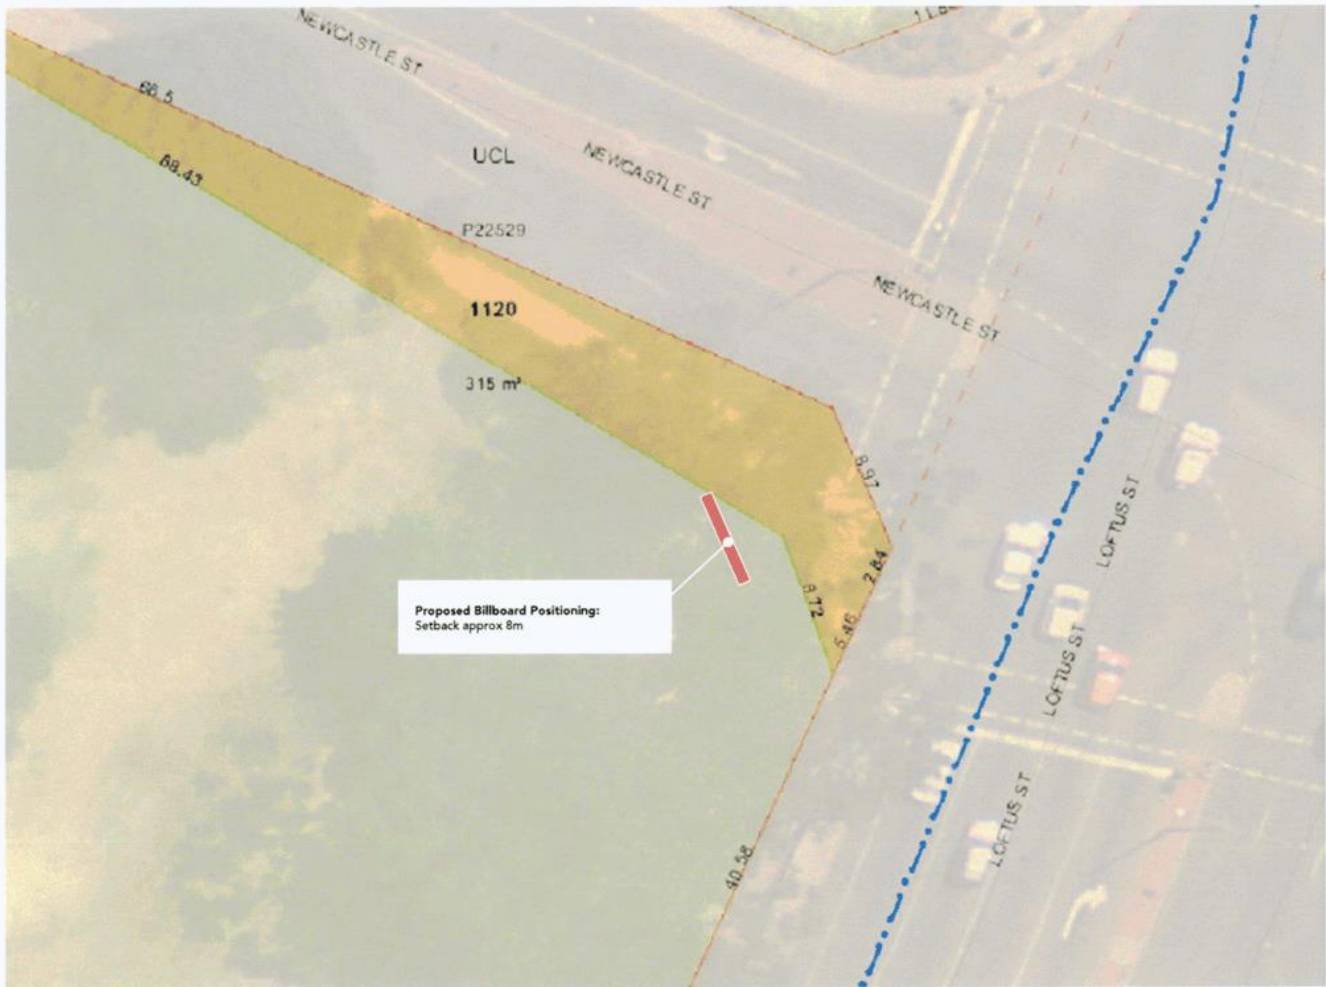 NEWCASTLE ST
66.5
UCL
NEWCASTLE ST
68.43
P22529
NEWCASTLE ST
1120
315 m²
8.97
LOFTUS ST
2.84
Proposed Billboard Positioning:
Setback approx 8m
8.72
5.46
LOFTUS ST
LOFTUS ST
40.58